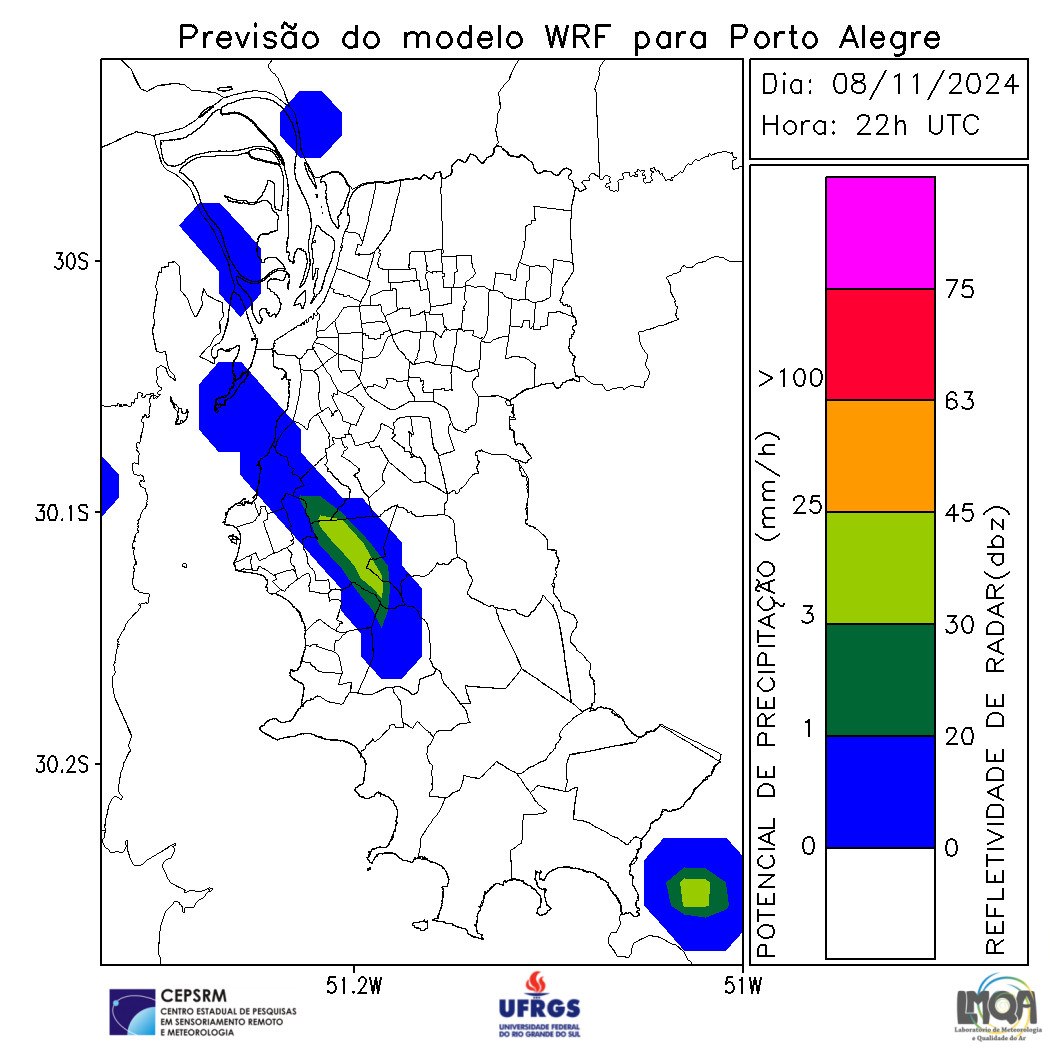 Previsão do modelo WRF para Porto Alegre
Dia: 08/11/2024
Hora: 22h UTC
30S
30.1S
30.2S
51.2W
51W
POTENCIAL DE PRECIPITAÇÃO (mm/h)
>100
25
3
1
0
75
63
45
30
20
0
REFLETIVIDADE DE RADAR(dbz)
CEPSRM
CENTRO ESTADUAL DE PESQUISAS
EM SENSORIAMENTO REMOTO
E METEOROLOGIA
UFRGS
UNIVERSIDADE FEDERAL
DO RIO GRANDE DO SUL
LMQA
Laboratório de Meteorologia
e Qualidade do Ar